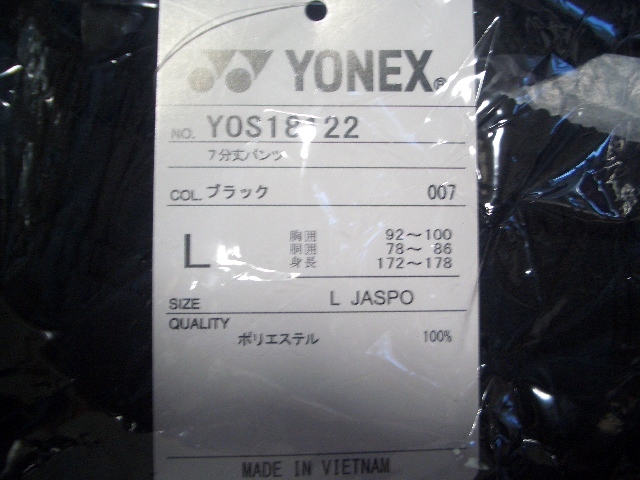 YONEX®
NO. YOS18122
7分丈パンツ
COL. ブラック 007
L 胸囲 92～100
胴囲 78～ 86
身長 172～178
SIZE L JASPO
QUALITY
ポリエステル 100%
MADE IN VIETNAM